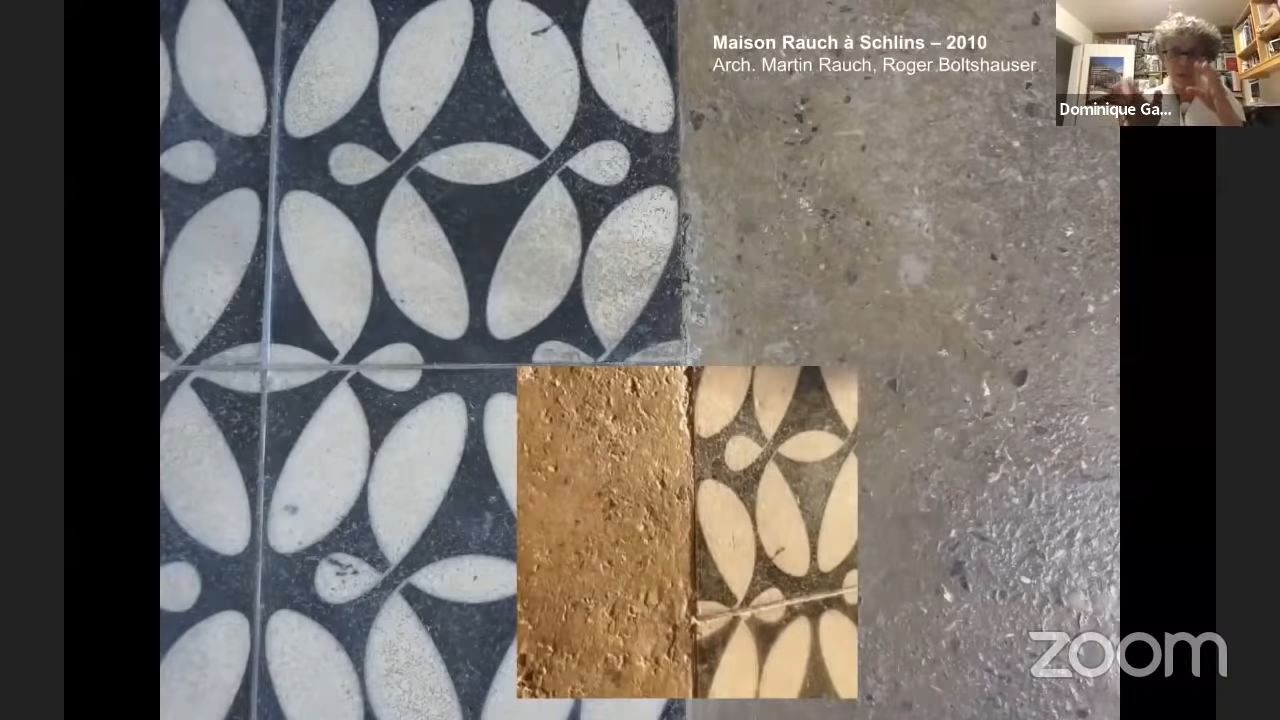 Maison Rauch à Schlins – 2010
Arch. Martin Rauch, Roger Boltshauser
Dominique Ga...
zoom